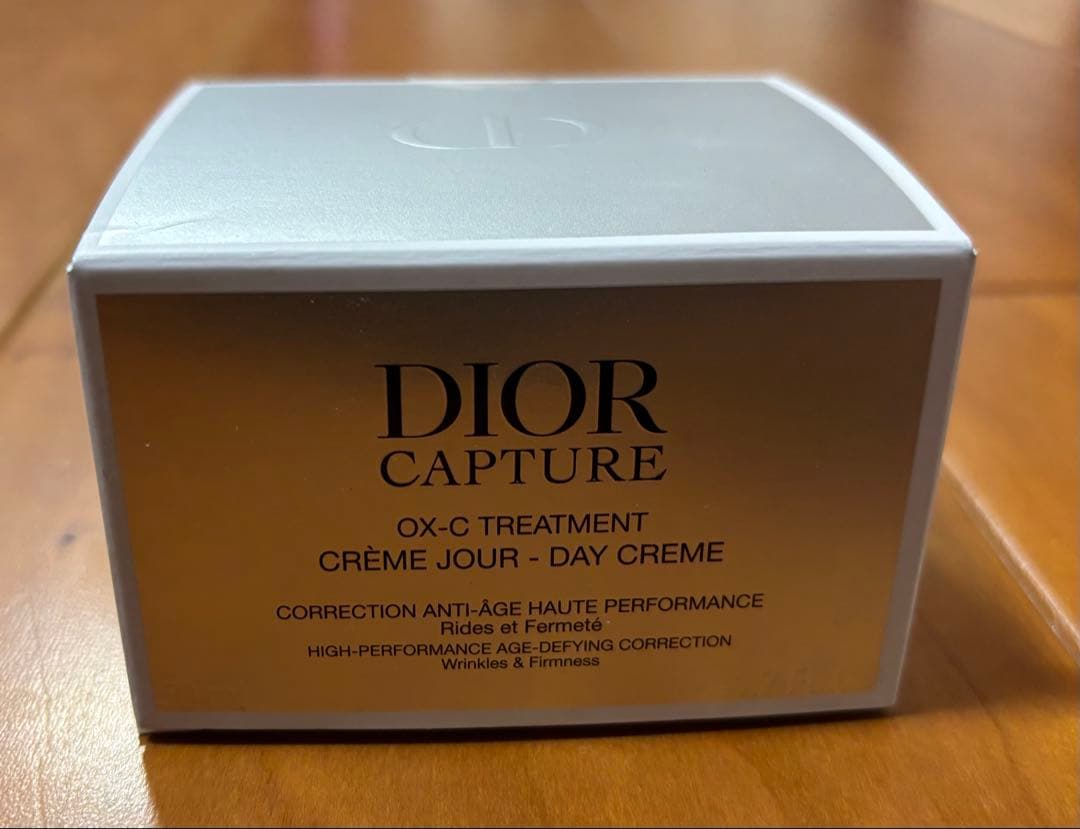 DIOR
CAPTURE
OX-C TREATMENT
CRÈME JOUR - DAY CREME
CORRECTION ANTI-ÂGE HAUTE PERFORMANCE
Rides et Fermeté
HIGH-PERFORMANCE AGE-DEFYING CORRECTION
Wrinkles & Firmness